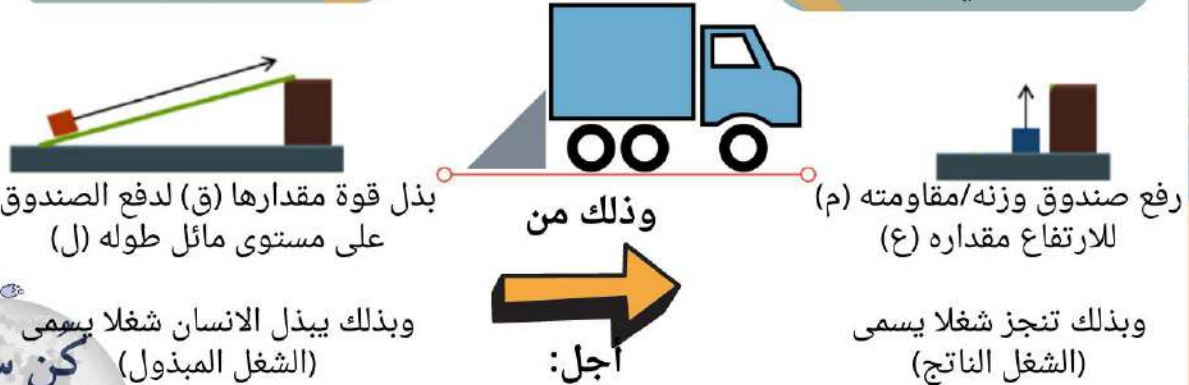 رفع صندوق وزنه/مقاومته (م)
للارتفاع مقداره (ع)
وبذلك تنجز شغلا يسمى
(الشغل الناتج)
وذلك من
أجل:
بذل قوة مقدارها (ق) لدفع الصندوق
على مستوى مائل طوله (ل)
وبذلك يبذل الانسان شغلا يسمى
(الشغل المبذول)
كُن